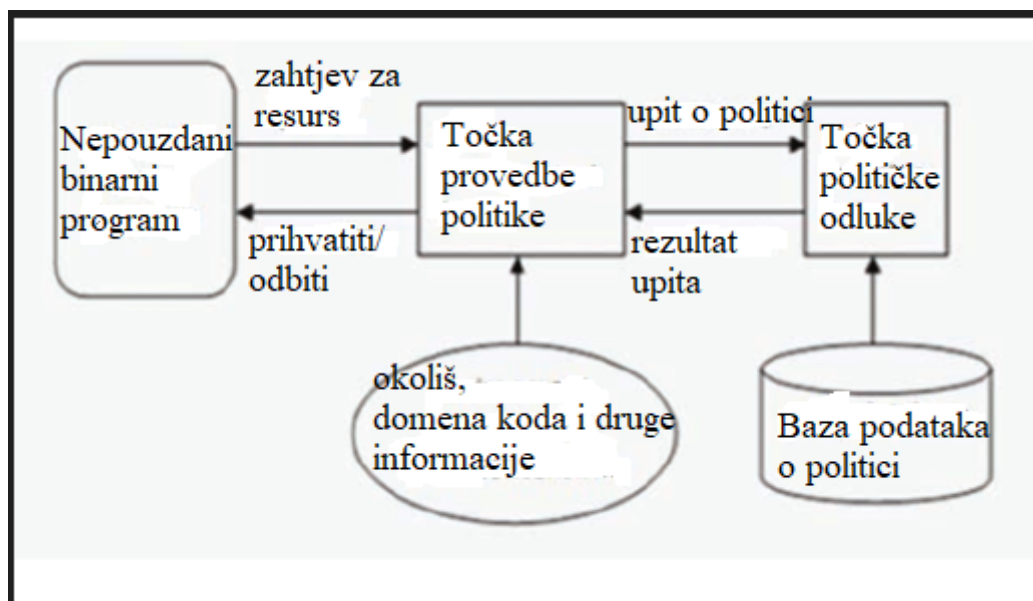 Nepouzdani
binarni
program
zahtjev za
resurs
prihvatiti/
odbiti
Točka
provedbe
politike
upit o politici
rezultat
upita
Točka
političke
odluke
okoliš,
domena koda i druge
informacije
Baza podataka
o politici